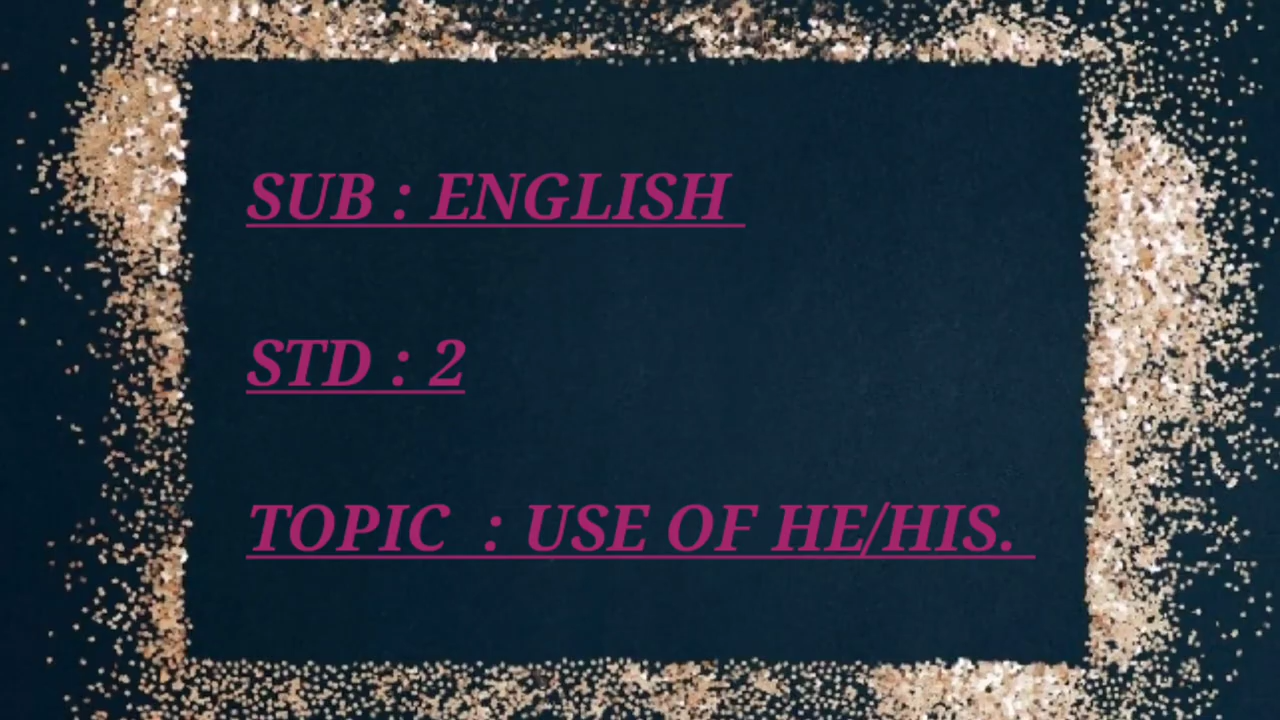 SUB : ENGLISH
STD : 2
TOPIC  : USE OF HE/HIS.